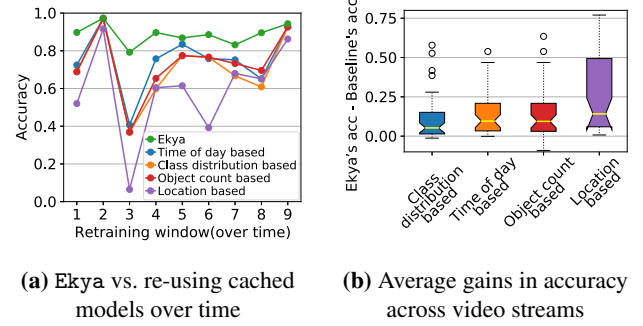 1.0
0.8
0.6
0.4
0.2
0.0
Accuracy
Ekya
Time of day based
Class distribution based
Object count based
Location based
1 2 3 4 5 6 7 8 9
Retraining window(over time)
(a) Ekya vs. re-using cached
models over time
b)
0.75
0.50
0.25
0.00
Ekya's acc - Baseline's acc
Class
distribution
based
Time of day
based
Object count
based
Location
based
(b) Average gains in accuracy
across video streams